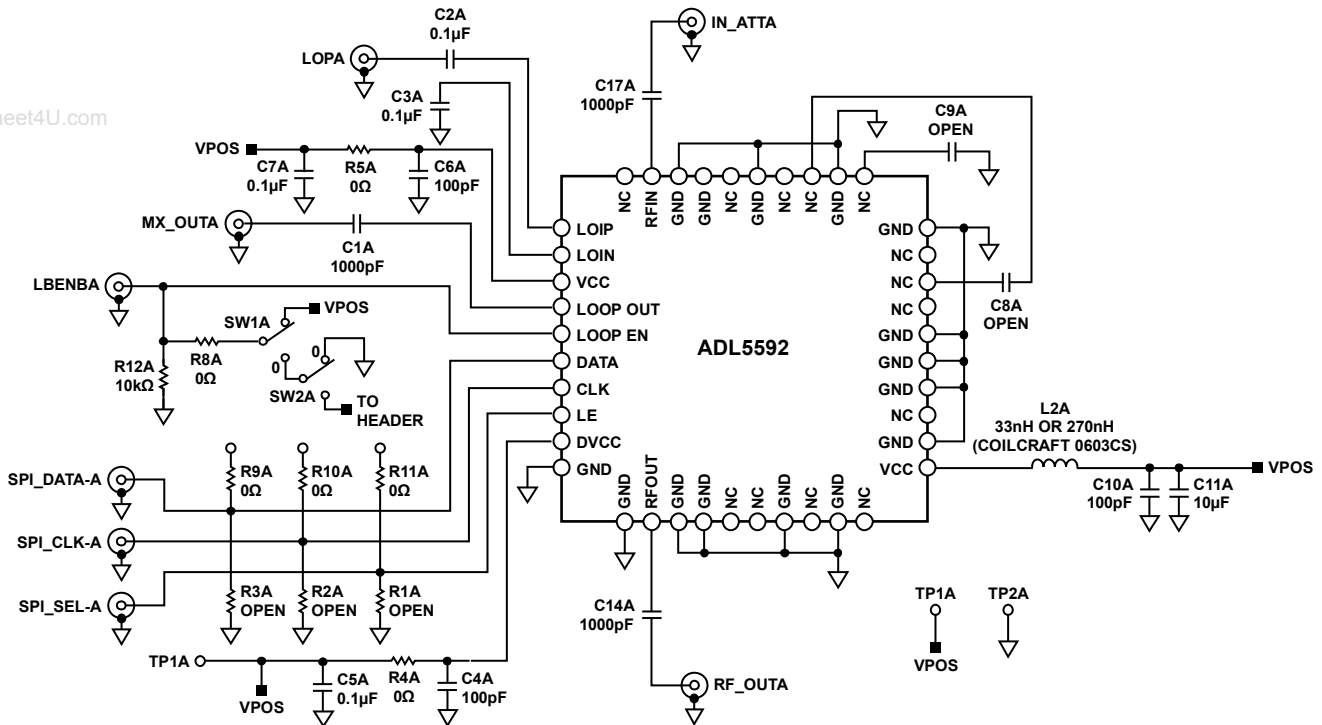 C2A
0.1µF
IN_ATTA
LOPA
C3A
0.1µF
C17A
1000pF
C9A
OPEN
neet4U.com
VPOS
C7A
0.1µF
R5A
0Ω
C6A
100pF
NC
RFIN
GND
GND
NC
GND
NC
NC
GND
NC
MX_OUTA
C1A
1000pF
LBENBA
LOIP
LOIN
VCC
LOOP OUT
LOOP EN
DATA
CLK
LE
DVCC
GND
ADL5592
GND
NC
NC
NC
GND
GND
GND
NC
GND
VCC
C8A
OPEN
SW1A
VPOS
R8A
0Ω
R12A
10kΩ
0
0
SW2A
TO
HEADER
L2A
33nH OR 270nH
(COILCRAFT 0603CS)
VPOS
C10A
100pF
C11A
10µF
SPI_DATA-A
R9A
0Ω
R10A
0Ω
R11A
0Ω
SPI_CLK-A
SPI_SEL-A
R3A
OPEN
R2A
OPEN
R1A
OPEN
GND
RFOUT
GND
GND
NC
NC
GND
NC
GND
NC
C14A
1000pF
TP1A
VPOS
TP2A
TP1A
VPOS
C5A
0.1µF
R4A
0Ω
C4A
100pF
RF_OUTA